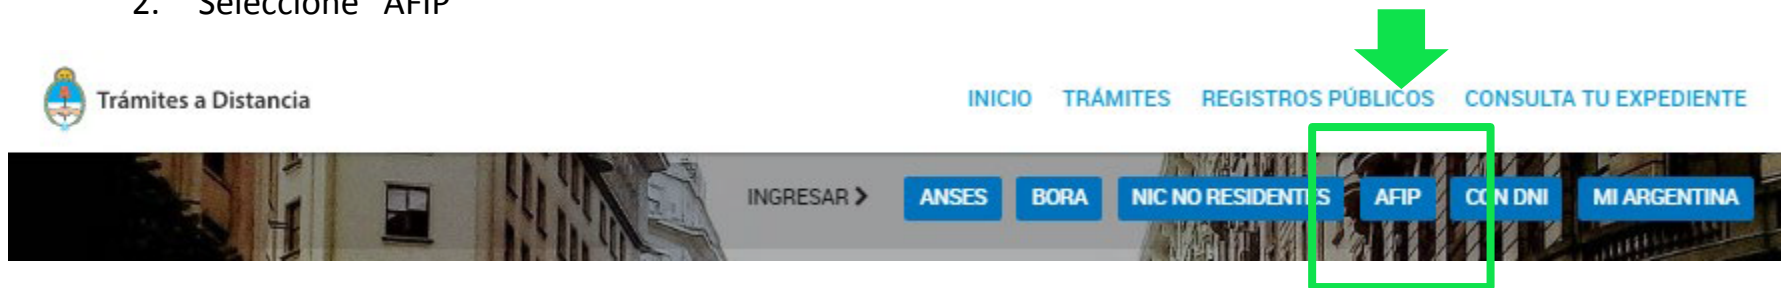 2. Seleccione "AFIP"
Trámites a Distancia
INICIO TRÁMITES REGISTROS PÚBLICOS CONSULTA TU EXPEDIENTE
INGRESAR > ANSES BORA NIC NO RESIDENTES AFIP CON DNI MI ARGENTINA